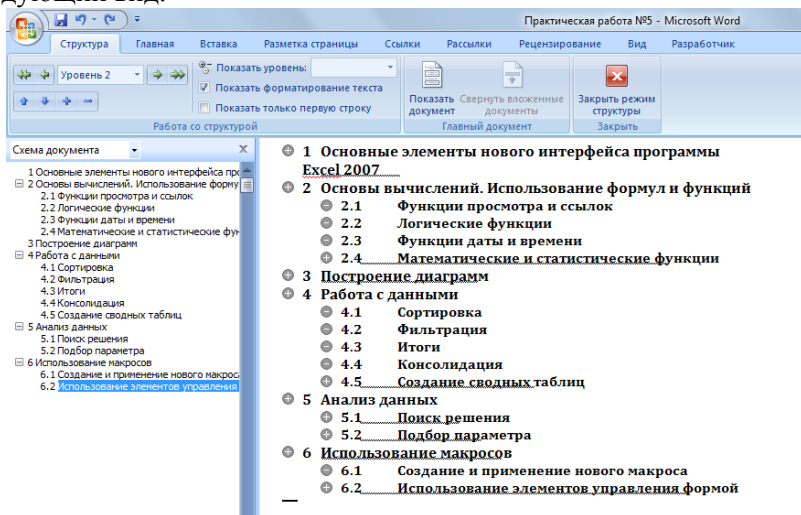 дующий вид:
Практическая работа №5 - Microsoft Word
Структура Главная Вставка Разметка страницы Ссылки Рассылки Рецензирование Вид Разработчик
Уровень 2
Показать уровень:
Показать форматирование текста
Показать только первую строку
Показать документ
Свернуть вложенные документы
Закрыть режим структуры
Работа со структурой Главный документ Закрыть
Схема документа
1 Основные элементы нового интерфейса прс
2 Основы вычислений. Использование форму
2.1 Функции просмотра и ссылок
2.2 Логические функции
2.3 Функции даты и времени
2.4 Математические и статистические фун
3 Построение диаграмм
4 Работа с данными
4.1 Сортировка
4.2 Фильтрация
4.3 Итоги
4.4 Консолидация
4.5 Создание сводных таблиц
5 Анализ данных
5.1 Поиск решения
5.2 Подбор параметра
6 Использование макросов
6.1 Создание и применение нового макрос
6.2 Использование элементов управления
1 Основные элементы нового интерфейса программы
Excel 2007
2 Основы вычислений. Использование формул и функций
2.1 Функции просмотра и ссылок
2.2 Логические функции
2.3 Функции даты и времени
2.4 Математические и статистические функции
3 Построение диаграмм
4 Работа с данными
4.1 Сортировка
4.2 Фильтрация
4.3 Итоги
4.4 Консолидация
4.5 Создание сводных таблиц
5 Анализ данных
5.1 Поиск решения
5.2 Подбор параметра
6 Использование макросов
6.1 Создание и применение нового макроса
6.2 Использование элементов управления формой